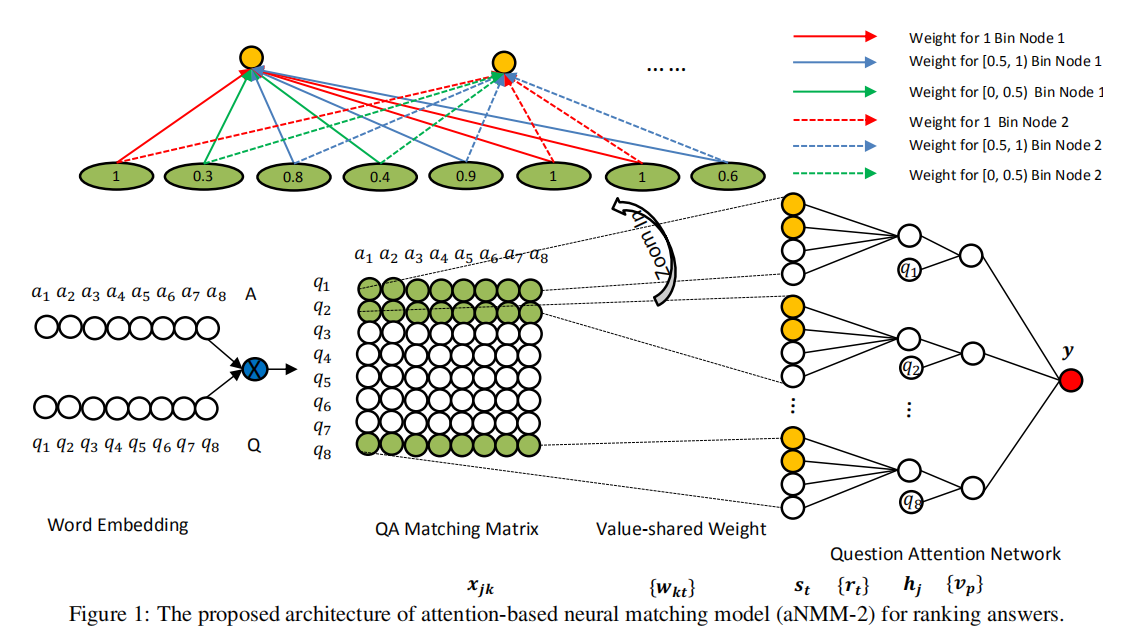 Weight for 1 Bin Node 1
Weight for [0.5, 1) Bin Node 1
Weight for [0, 0.5) Bin Node 1
Weight for 1 Bin Node 2
Weight for [0.5, 1) Bin Node 2
Weight for [0, 0.5) Bin Node 2
... ...
1 0.3 0.8 0.4 0.9 1 1 0.6
Zoom in
a₁ a₂ a₃ a₄ a₅ a₆ a₇ a₈
q₁
q₂
q₃
q₄
q₅
q₆
q₇
q₈
a₁ a₂ a₃ a₄ a₅ a₆ a₇ a₈ A
X
q₁ q₂ q₃ q₄ q₅ q₆ q₇ q₈ Q
q₁
q₂
⋮ ⋮
q₈
y
Word Embedding
QA Matching Matrix
Value-shared Weight
Question Attention Network
xⱼₖ {wₖₜ} sₜ {rₜ} hⱼ {vₚ}
Figure 1: The proposed architecture of attention-based neural matching model (aNMM-2) for ranking answers.